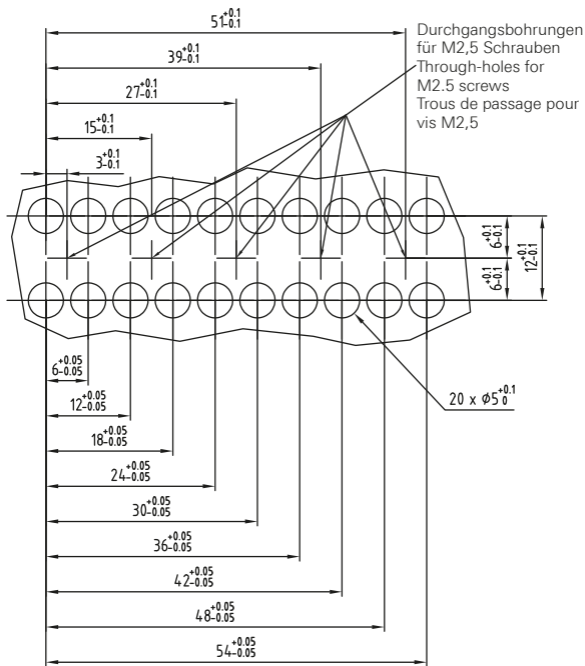 51+0.1-0.1
39+0.1-0.1
27+0.1-0.1
15+0.1-0.1
3+0.1-0.1
Durchgangsbohrungen
für M2,5 Schrauben
Through-holes for
M2.5 screws
Trous de passage pour
vis M2,5
6+0.1-0.1
12+0.1-0.1
6+0.1-0.1
6+0.05-0.05
12+0.05-0.05
18+0.05-0.05
24+0.05-0.05
30+0.05-0.05
36+0.05-0.05
42+0.05-0.05
48+0.05-0.05
54+0.05-0.05
20 x ϕ5+0.1 0